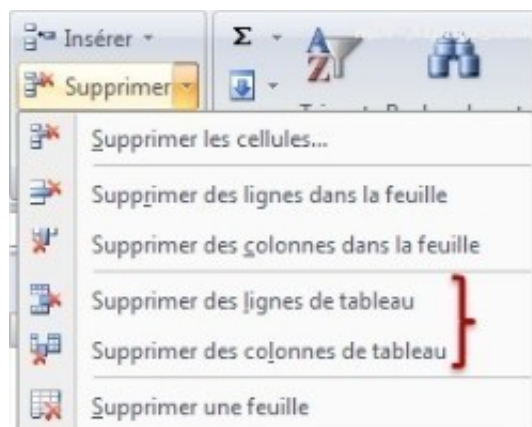 Insérer
Σ
Supprimer
AZ
Supprimer les cellules...
Supprimer des lignes dans la feuille
Supprimer des colonnes dans la feuille
Supprimer des lignes de tableau
Supprimer des colonnes de tableau
Supprimer une feuille